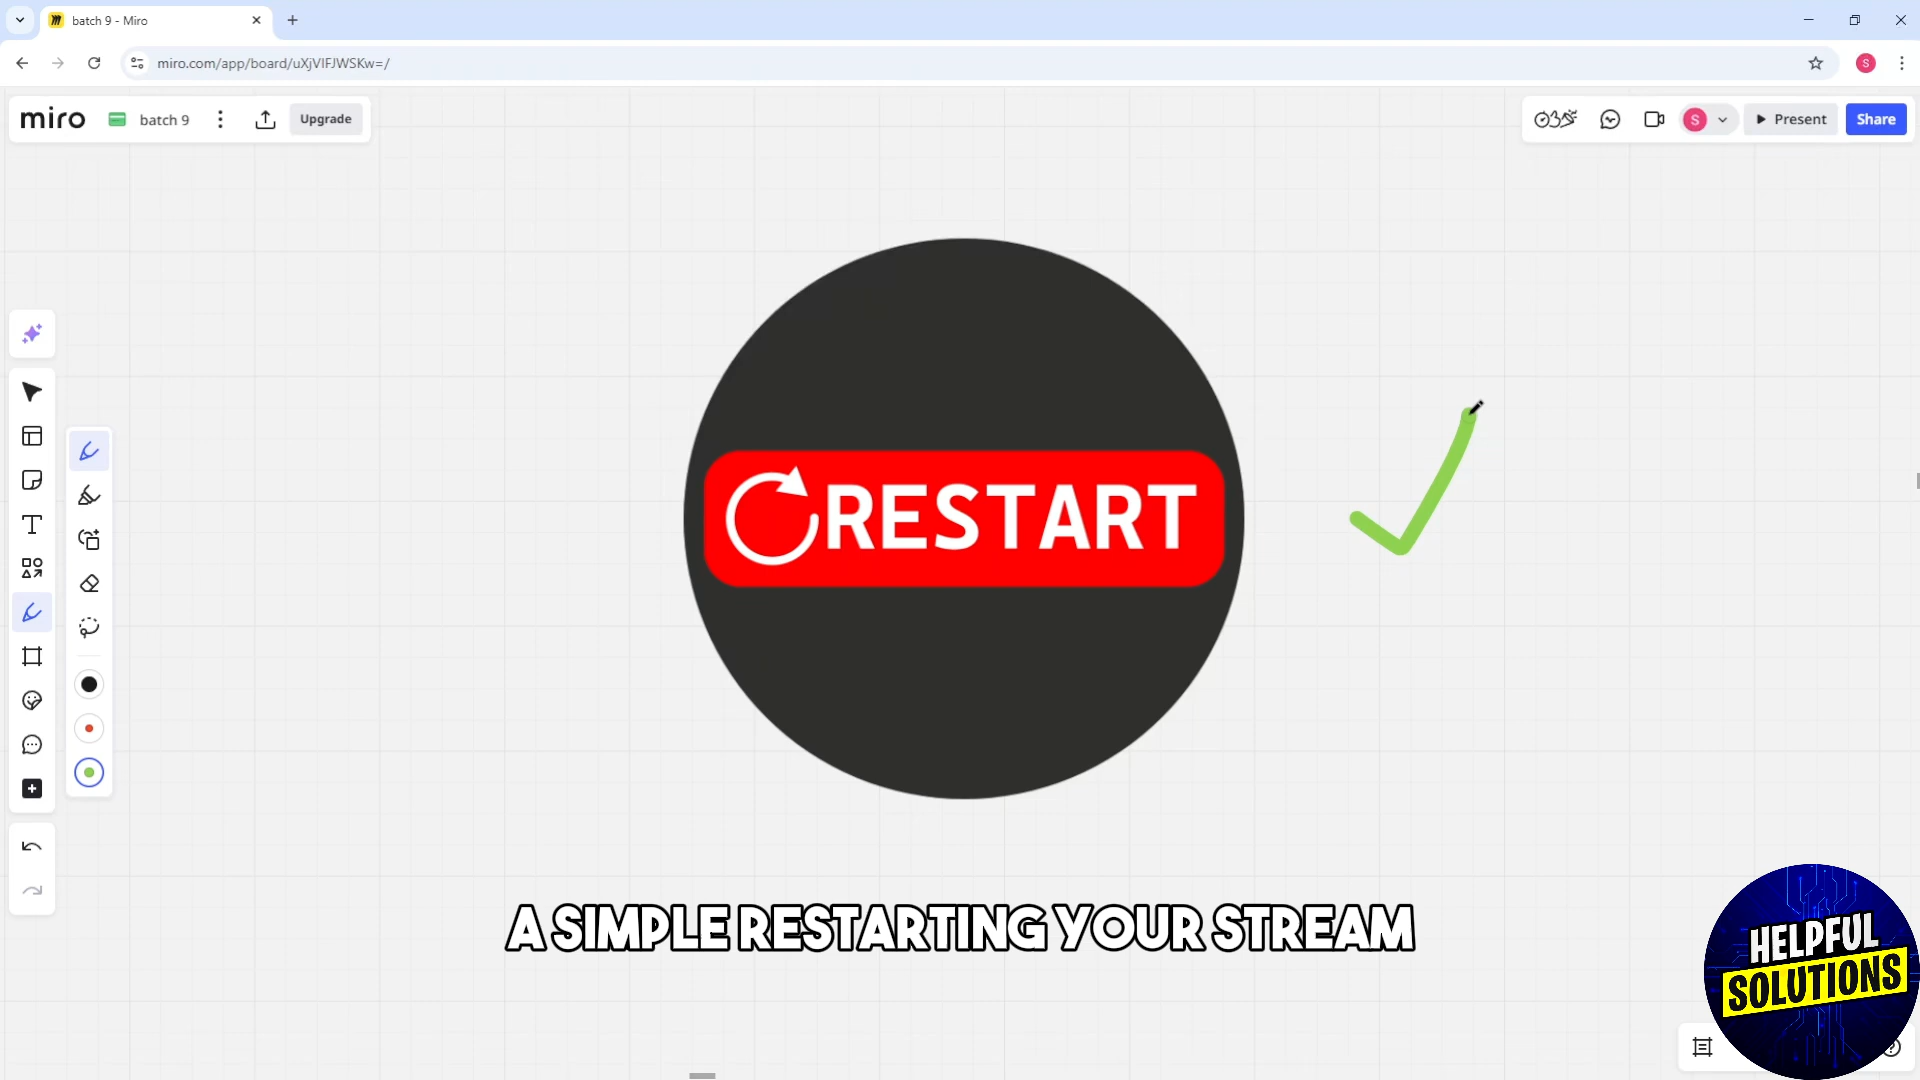 batch 9 - Miro
miro.com/app/board/uXjVIFJWSKw=/
S
miro
batch 9
Upgrade
S
Present
Share
RESTART
A SIMPLE RESTARTING YOUR STREAM
HELPFUL
SOLUTIONS